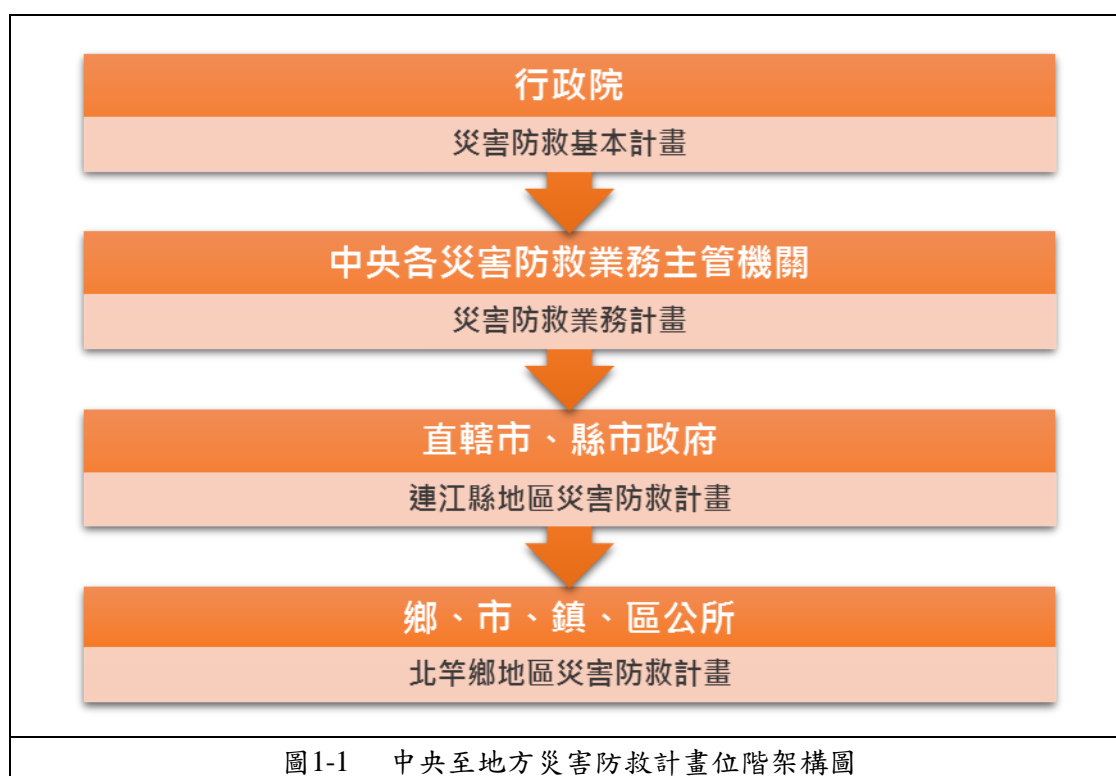 行政院
災害防救基本計畫
中央各災害防救業務主管機關
災害防救業務計畫
直轄市、縣市政府
連江縣地區災害防救計畫
鄉、市、鎮、區公所
北竿鄉地區災害防救計畫
圖1-1 中央至地方災害防救計畫位階架構圖